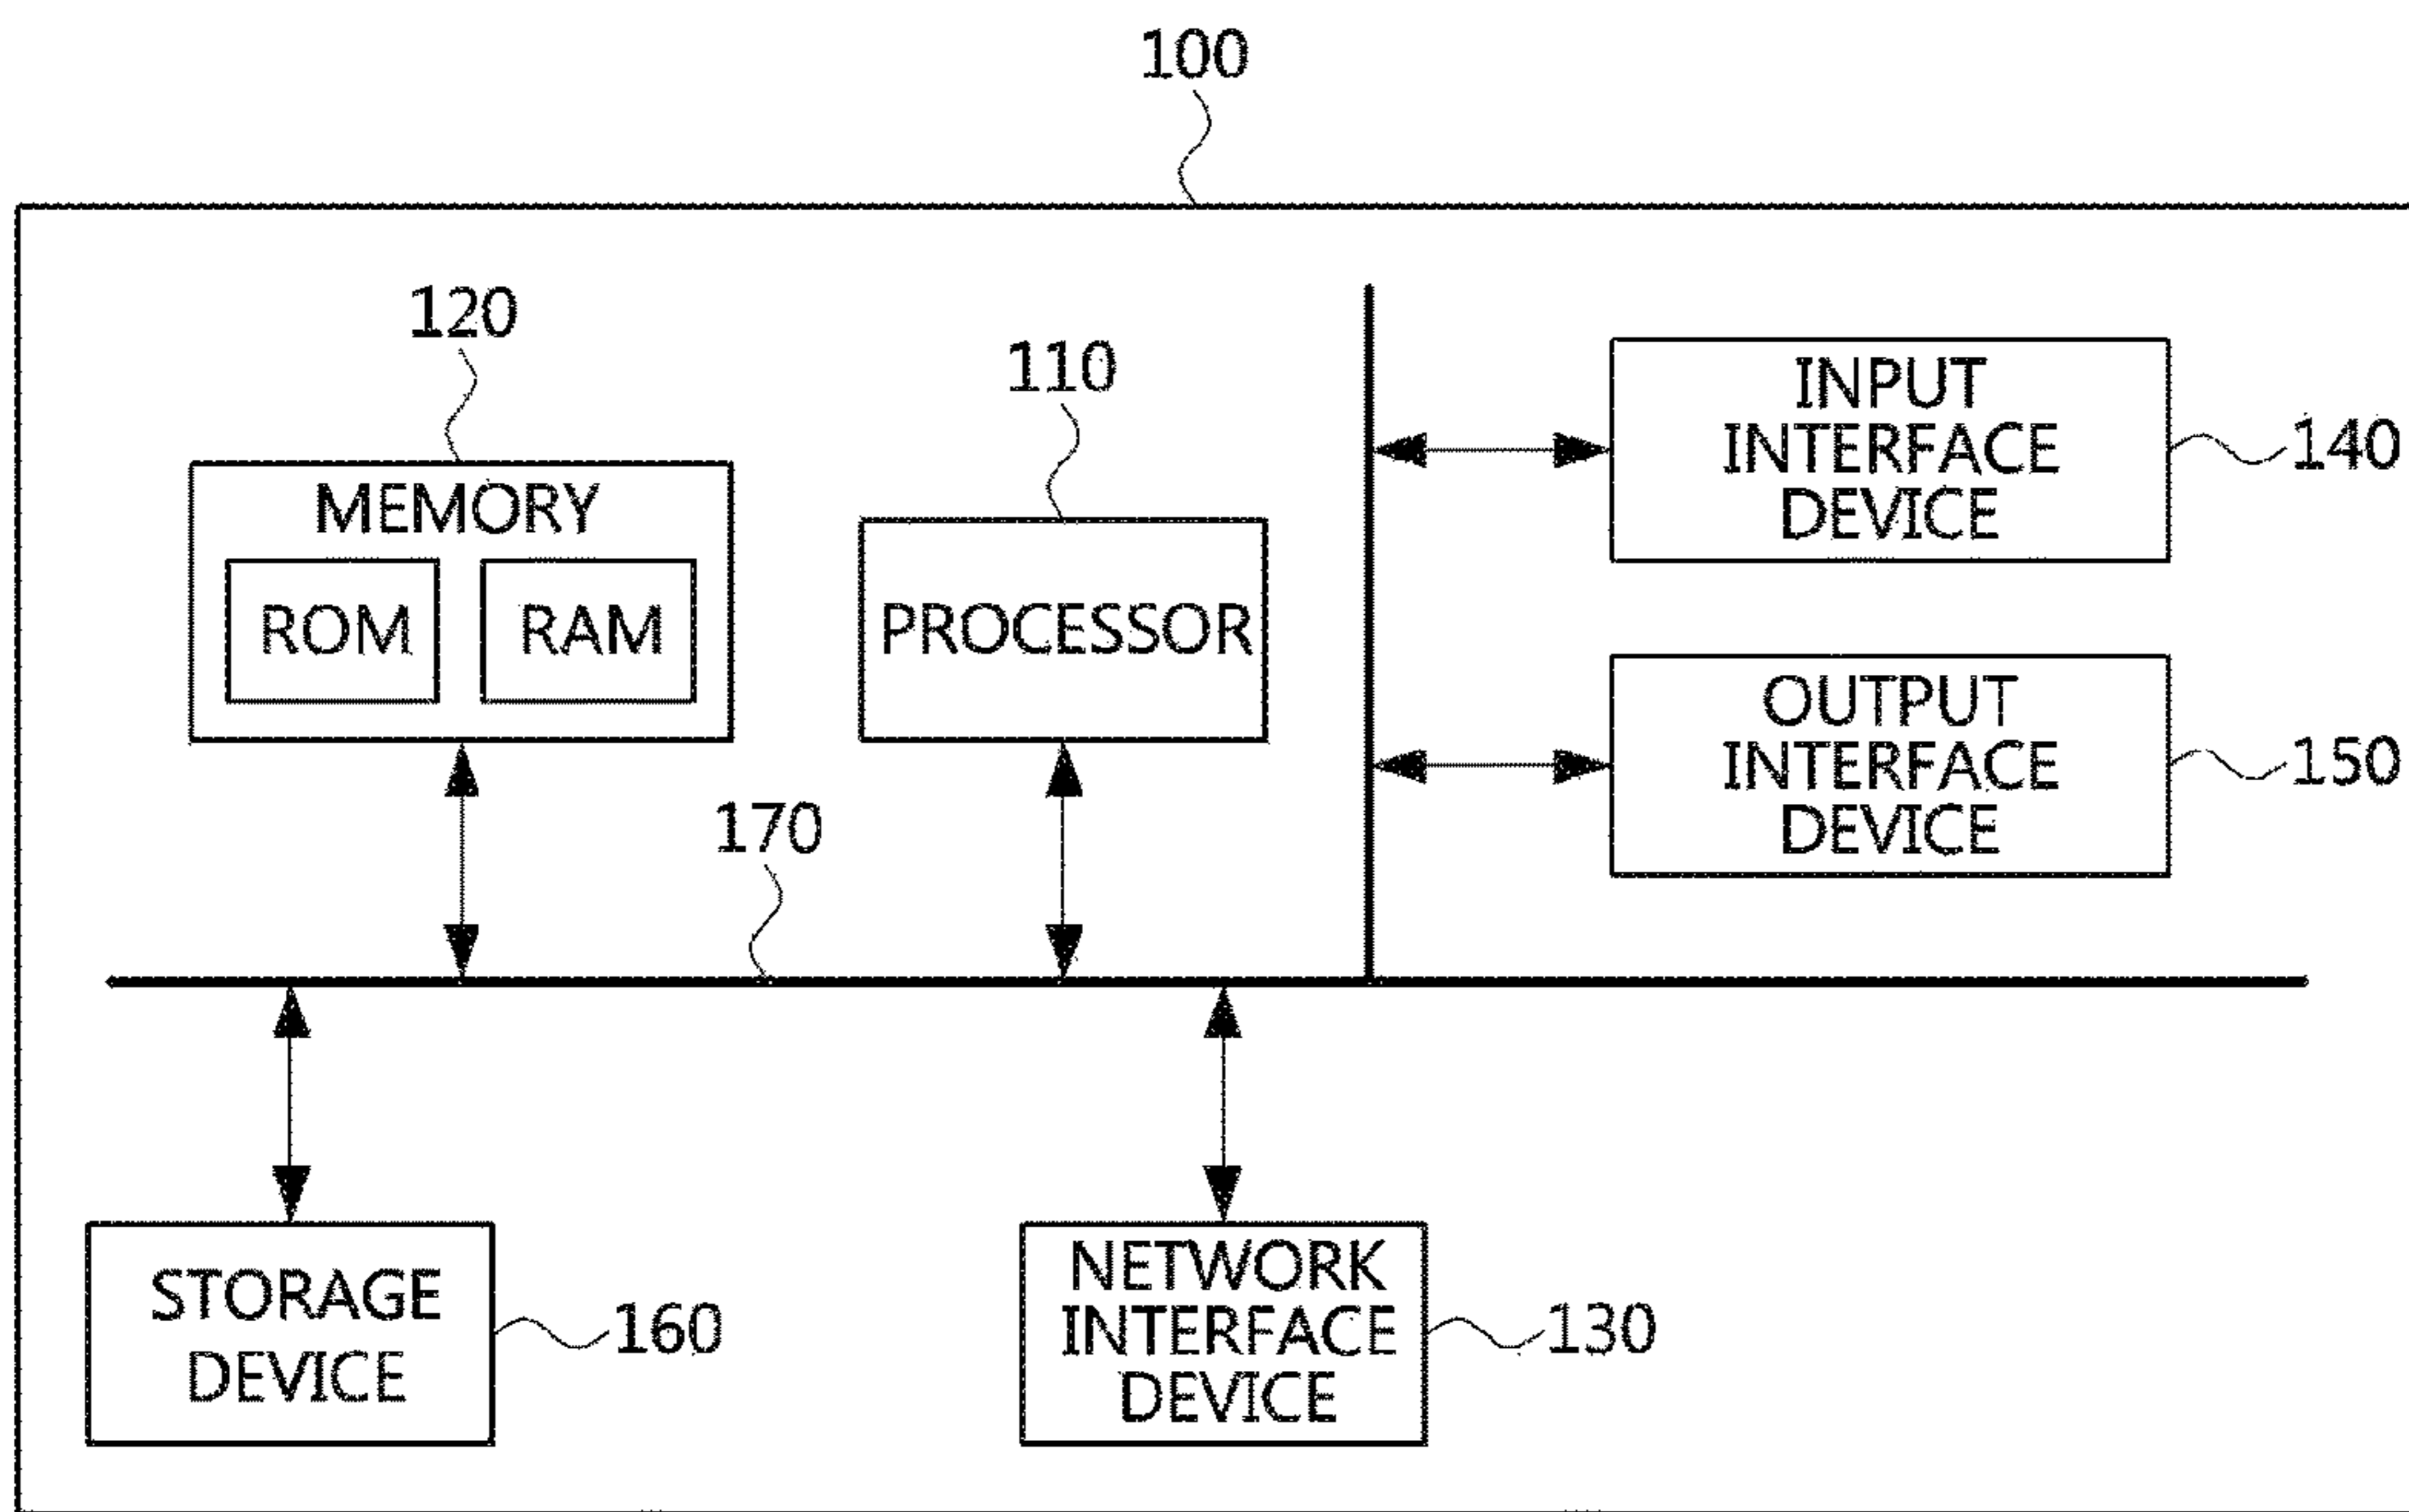 100
120
110
MEMORY
ROM
RAM
PROCESSOR
INPUT
INTERFACE
DEVICE
140
OUTPUT
INTERFACE
DEVICE
150
170
STORAGE
DEVICE
160
NETWORK
INTERFACE
DEVICE
130